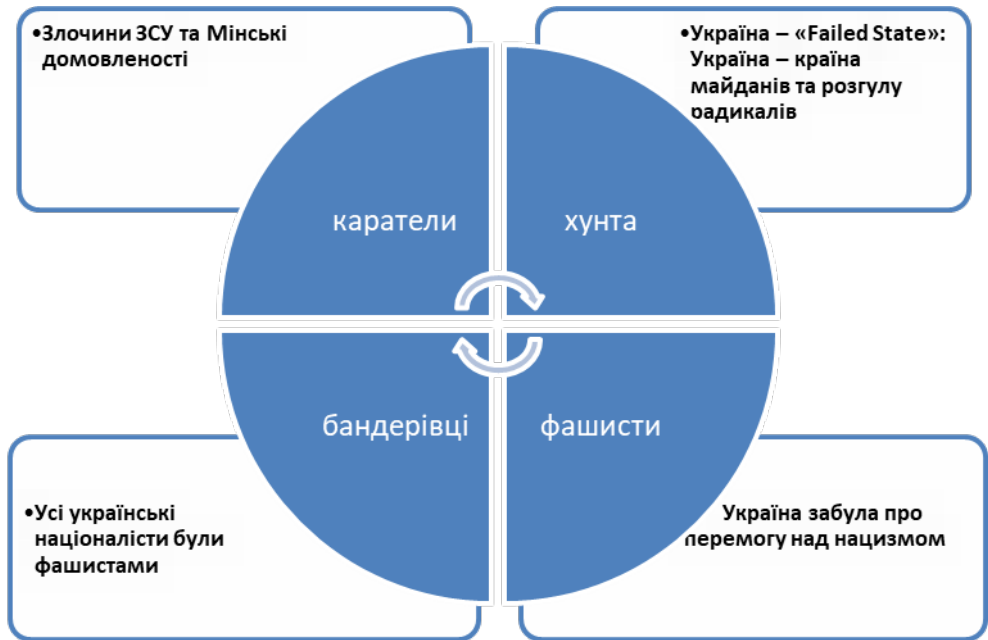 •Злочини ЗСУ та Мінські
домовленості
•Україна – «Failed State»:
Україна – країна
майданів та розгулу
радикалів
каратели
хунта
бандерівці
фашисти
•Усі українські
націоналісти були
фашистами
Україна забула про
перемогу над нацизмом